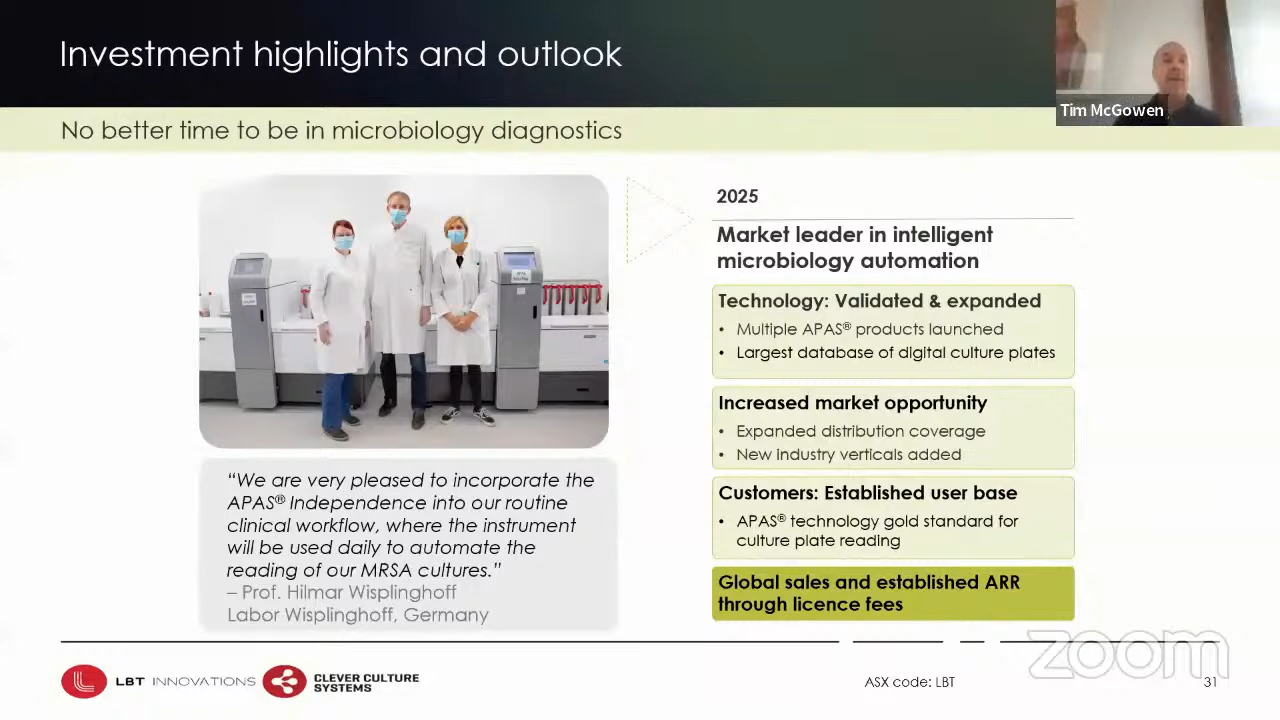 Investment highlights and outlook
Tim McGowen
No better time to be in microbiology diagnostics
“We are very pleased to incorporate the
APAS® Independence into our routine
clinical workflow, where the instrument
will be used daily to automate the
reading of our MRSA cultures.”
– Prof. Hilmar Wisplinghoff
Labor Wisplinghoff, Germany
2025
Market leader in intelligent
microbiology automation
Technology: Validated & expanded
• Multiple APAS® products launched
• Largest database of digital culture plates
Increased market opportunity
• Expanded distribution coverage
• New industry verticals added
Customers: Established user base
• APAS® technology gold standard for
culture plate reading
Global sales and established ARR
through licence fees
zoom
LBT INNOVATIONS
CLEVER CULTURE
SYSTEMS
ASX code: LBT
31